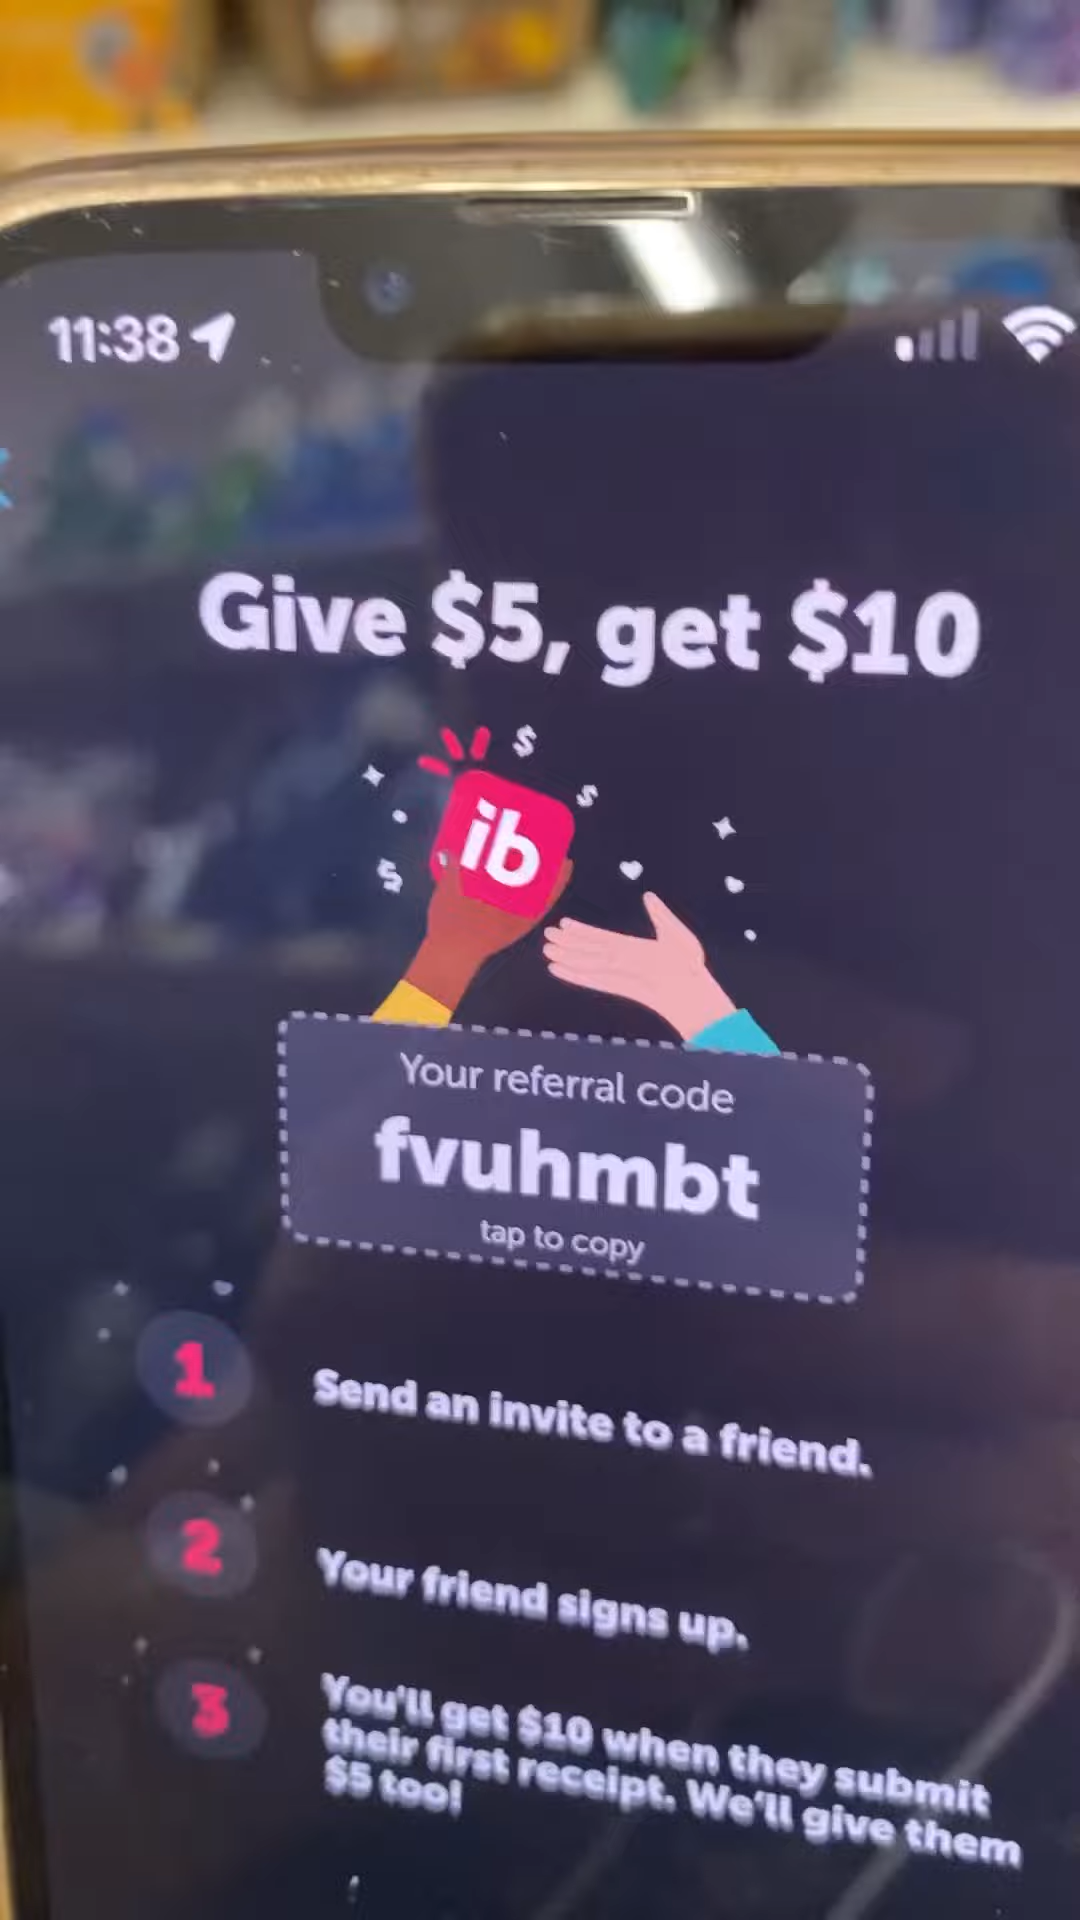 11:38
Give $5, get $10
ib
Your referral code
fvuhmbt
tap to copy
1
Send an invite to a friend.
2
Your friend signs up.
3
You'll get $10 when they submit
their first receipt. We'll give them
$5 too!